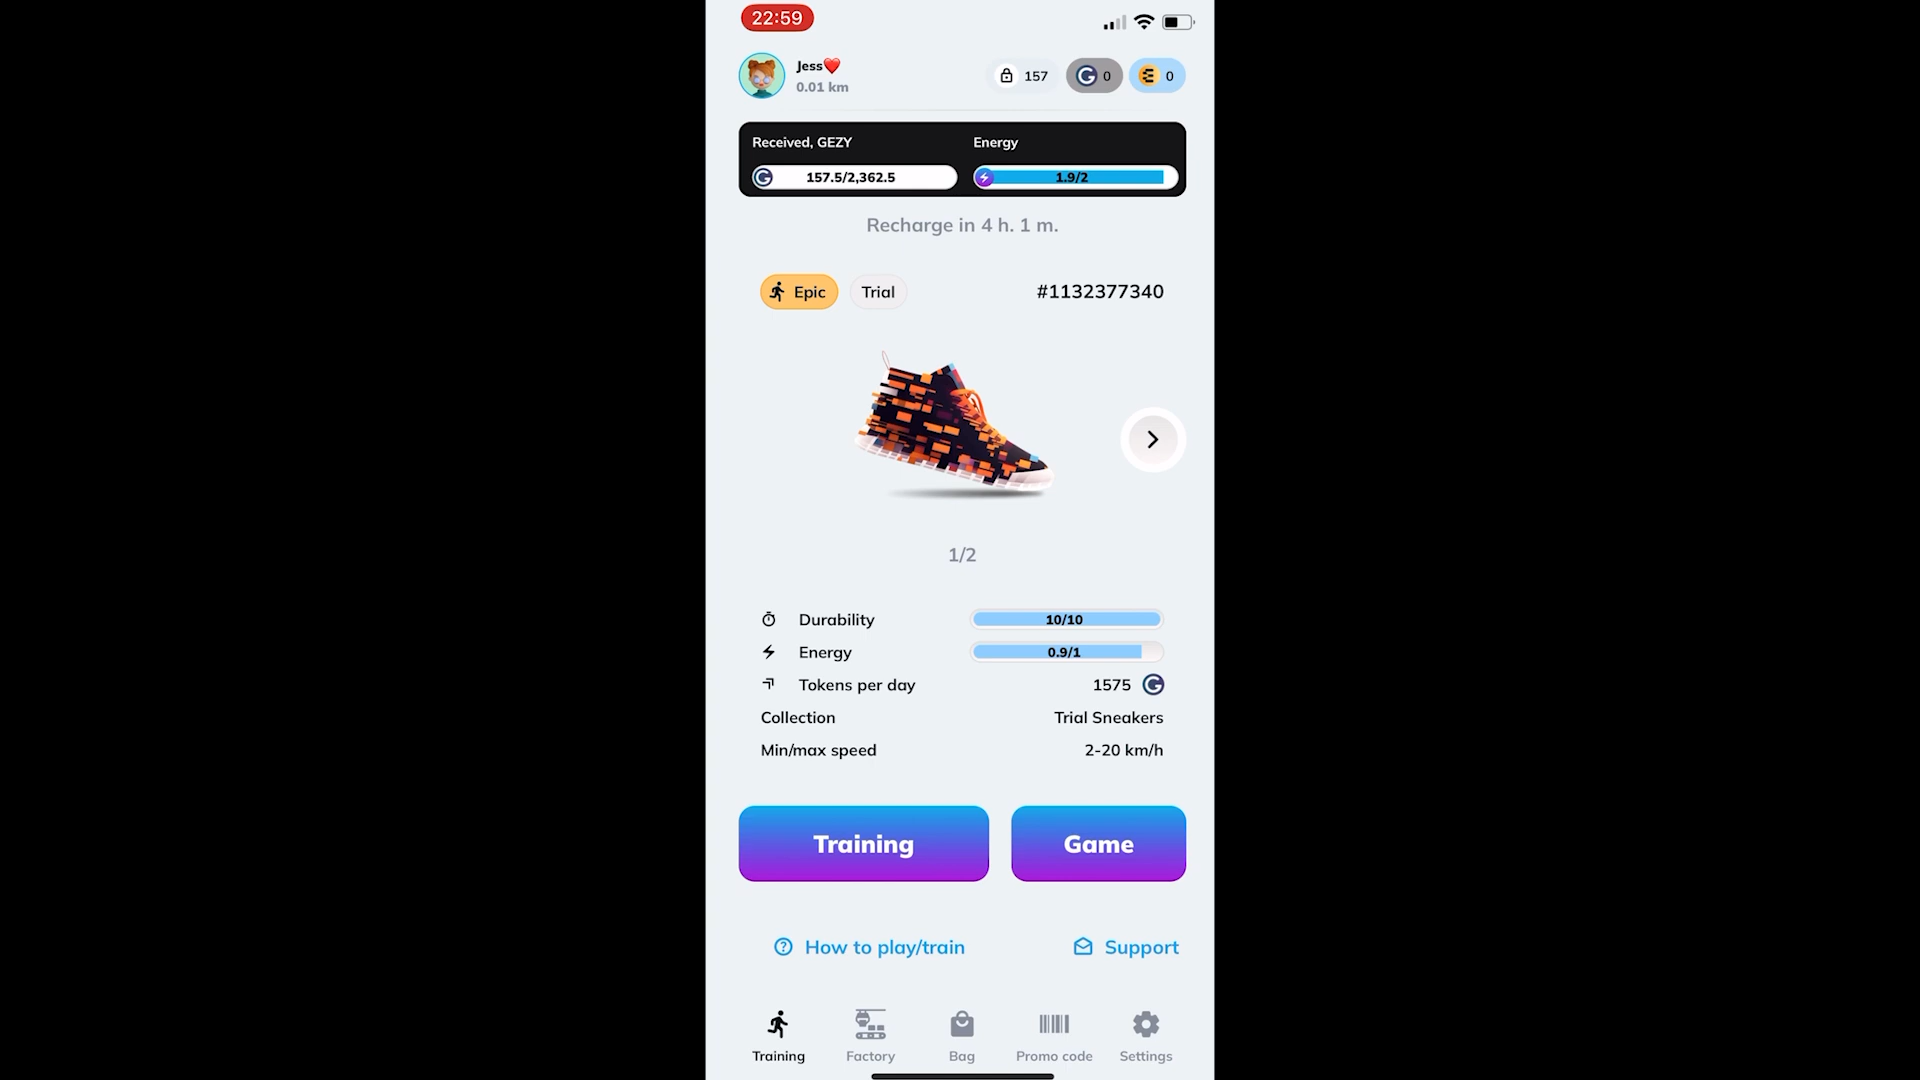 22:59
Jess❤️
0.01 km
157
0
0
Received, GEZY
Energy
157.5/2,362.5
1.9/2
Recharge in 4 h. 1 m.
Epic
Trial
#1132377340
1/2
Durability
10/10
Energy
0.9/1
Tokens per day
1575
Collection
Trial Sneakers
Min/max speed
2-20 km/h
Training
Game
How to play/train
Support
Training
Factory
Bag
Promo code
Settings